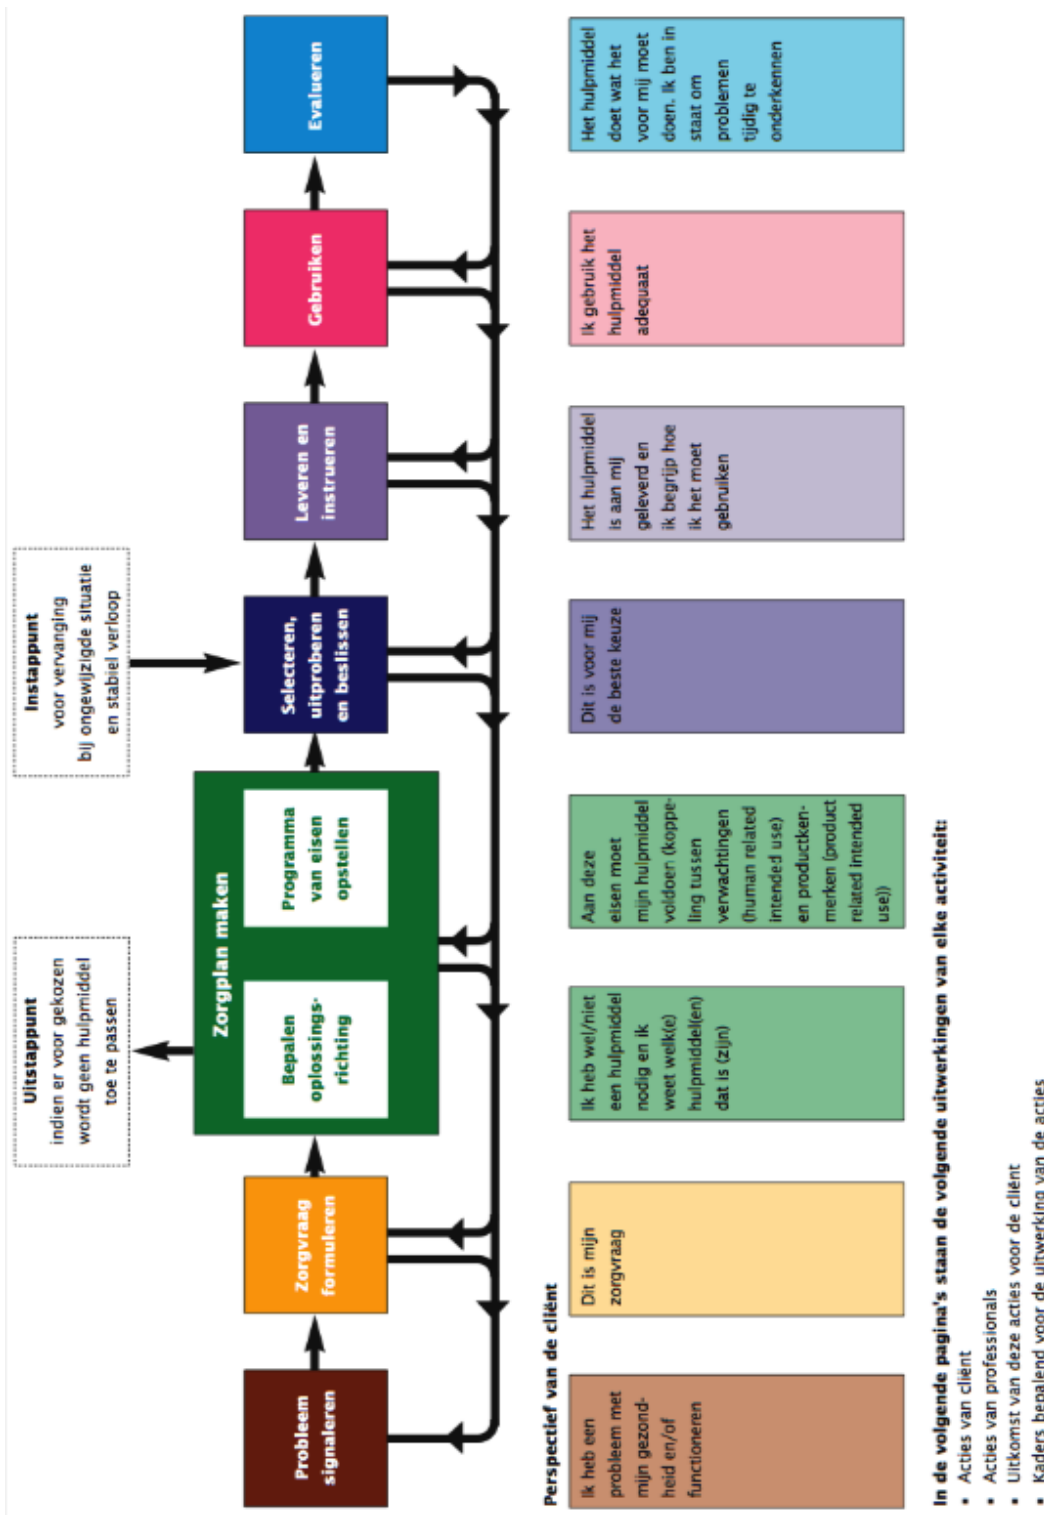 Uitstappunt
indien er voor gekozen
wordt geen hulpmiddel
toe te passen
Instappunt
voor vervanging
bij ongewijzigde situatie
en stabiel verloop
Probleem
signaleren
Zorgvraag
formuleren
Zorgplan maken
Bepalen
oplossings-
richting
Programma
van eisen
opstellen
Selecteren,
uitproberen
en beslissen
Leveren en
instrueren
Gebruiken
Evalueren
Perspectief van de cliënt
Ik heb een
probleem met
mijn gezond-
heid en/of
functioneren
Dit is mijn
zorgvraag
Ik heb wel/niet
een hulpmiddel
nodig en ik
weet welk(e)
hulpmiddel(en)
dat is (zijn)
Aan deze
eisen moet
mijn hulpmiddel
voldoen (koppe-
ling tussen
verwachtingen
(human related
intended use)
en productken-
merken (product
related intended
use))
Dit is voor mij
de beste keuze
Het hulpmiddel
is aan mij
geleverd en
ik begrijp hoe
ik het moet
gebruiken
Ik gebruik het
hulpmiddel
adequaat
Het hulpmiddel
doet wat het
voor mij moet
doen. Ik ben in
staat om
problemen
tijdig te
onderkennen
In de volgende pagina's staan de volgende uitwerkingen van elke activiteit:
▪ Acties van cliënt
▪ Acties van professionals
▪ Uitkomst van deze acties voor de cliënt
▪ Kaders bepalend voor de uitwerking van de acties